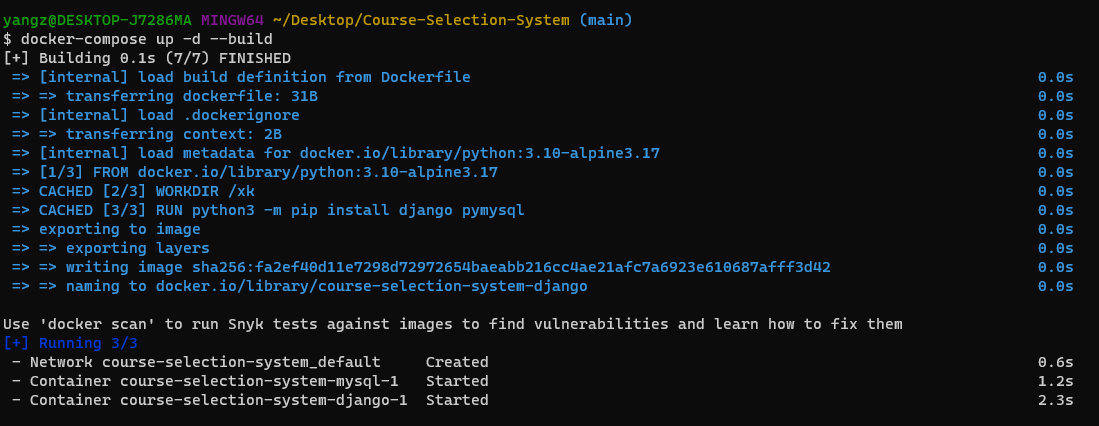 yangz@DESKTOP-J7286MA MINGW64 ~/Desktop/Course-Selection-System (main)
$ docker-compose up -d --build
[+] Building 0.1s (7/7) FINISHED
=> [internal] load build definition from Dockerfile 0.0s
=> => transferring dockerfile: 31B 0.0s
=> [internal] load .dockerignore 0.0s
=> => transferring context: 2B 0.0s
=> [internal] load metadata for docker.io/library/python:3.10-alpine3.17 0.0s
=> [1/3] FROM docker.io/library/python:3.10-alpine3.17 0.0s
=> CACHED [2/3] WORKDIR /xk 0.0s
=> CACHED [3/3] RUN python3 -m pip install django pymysql 0.0s
=> exporting to image 0.0s
=> => exporting layers 0.0s
=> => writing image sha256:fa2ef40d11e7298d72972654baeabb216cc4ae21afc7a6923e610687afff3d42 0.0s
=> => naming to docker.io/library/course-selection-system-django 0.0s
Use 'docker scan' to run Snyk tests against images to find vulnerabilities and learn how to fix them
[+] Running 3/3
- Network course-selection-system_default Created 0.6s
- Container course-selection-system-mysql-1 Started 1.2s
- Container course-selection-system-django-1 Started 2.3s